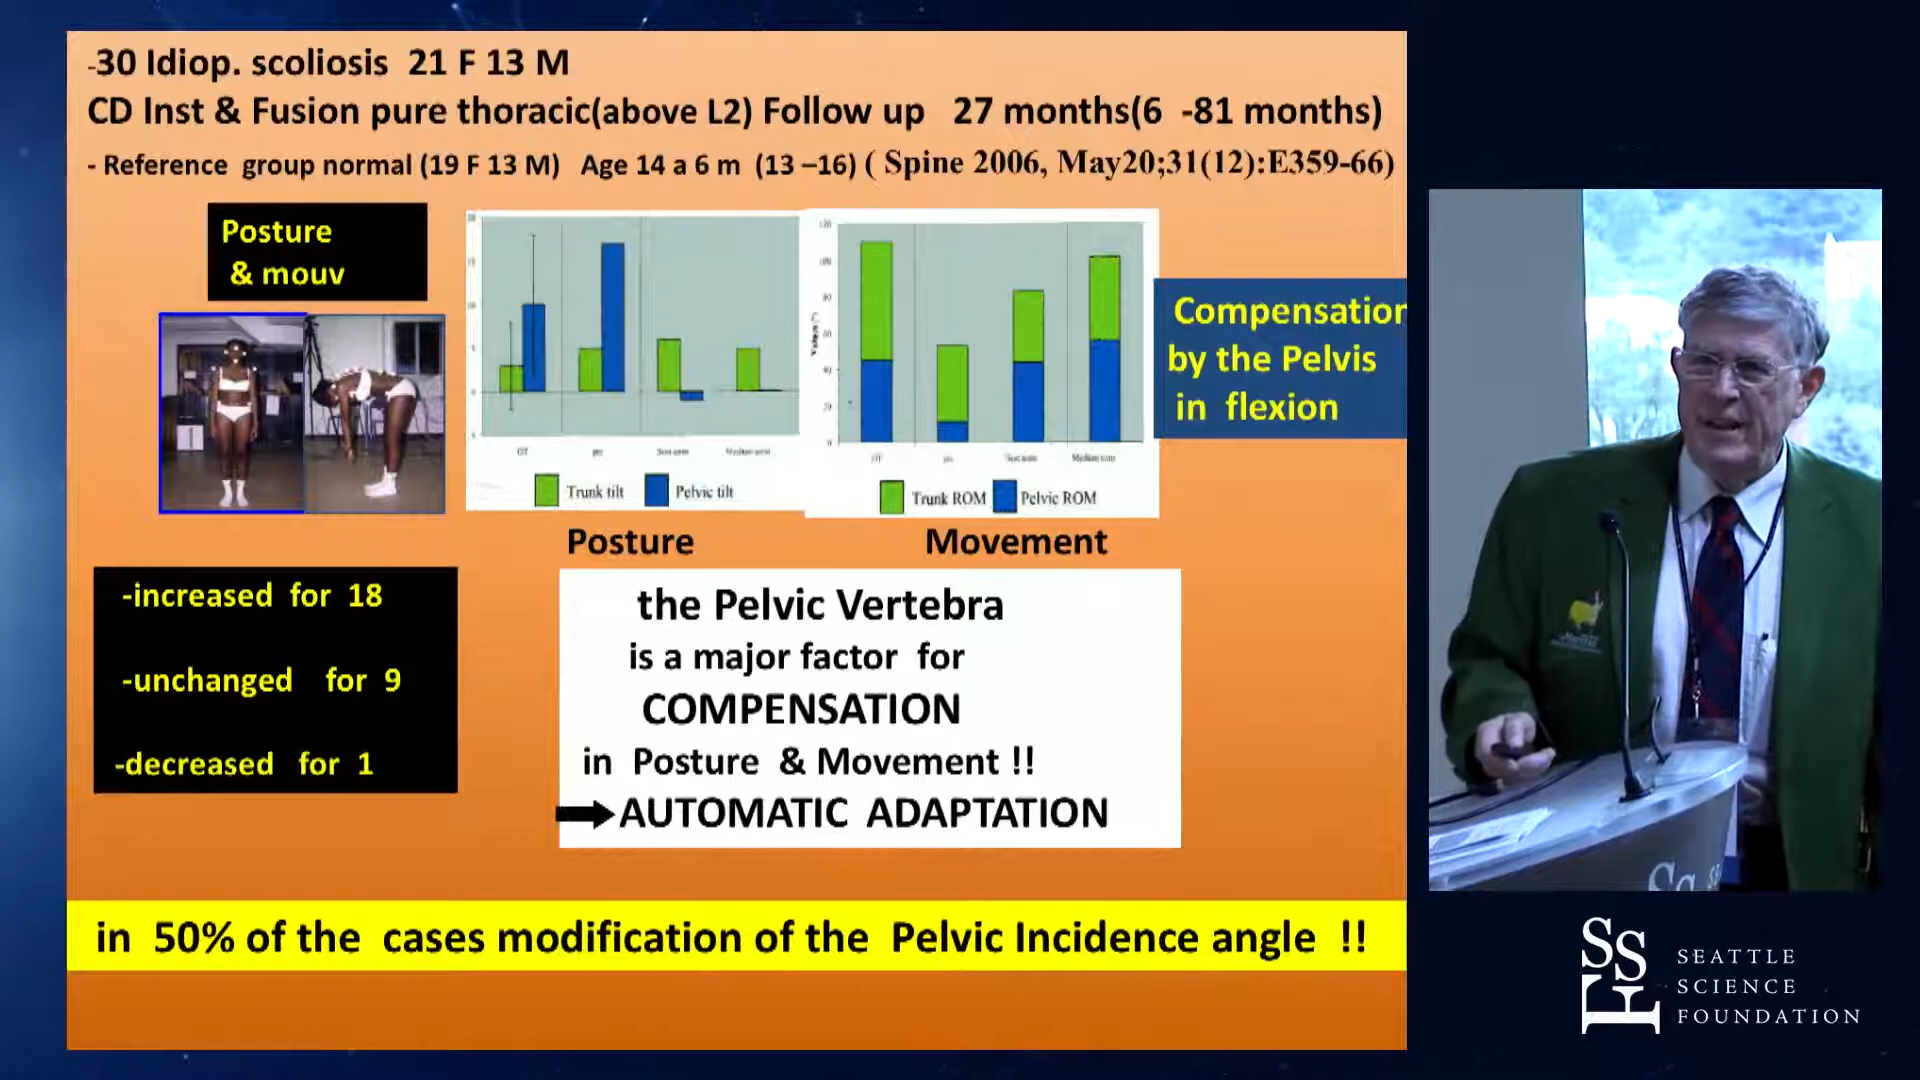 -30 Idiop. scoliosis 21 F 13 M
CD Inst & Fusion pure thoracic(above L2) Follow up 27 months(6 -81 months)
- Reference group normal (19 F 13 M) Age 14 a 6 m (13 –16) ( Spine 2006, May20;31(12):E359-66)
Posture
& mouv
Trunk tilt
Pelvic tilt
Trunk ROM
Pelvic ROM
Compensation
by the Pelvis
in flexion
Posture
Movement
-increased for 18
-unchanged for 9
-decreased for 1
the Pelvic Vertebra
is a major factor for
COMPENSATION
in Posture & Movement !!
AUTOMATIC ADAPTATION
in 50% of the cases modification of the Pelvic Incidence angle !!
SSF
SEATTLE
SCIENCE
FOUNDATION